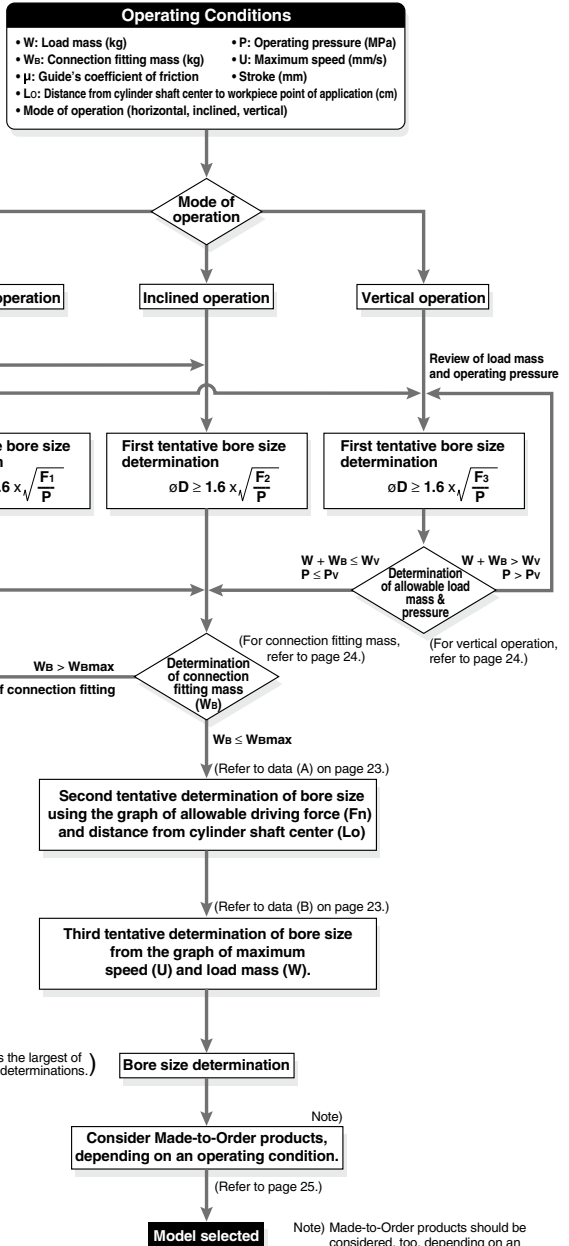 Operating Conditions
• W: Load mass (kg)
• P: Operating pressure (MPa)
• WB: Connection fitting mass (kg)
• U: Maximum speed (mm/s)
• μ: Guide's coefficient of friction
• Stroke (mm)
• LO: Distance from cylinder shaft center to workpiece point of application (cm)
• Mode of operation (horizontal, inclined, vertical)
Mode of
operation
operation
Inclined operation
Vertical operation
Review of load mass
and operating pressure
bore size
.6 x √F1/P
First tentative bore size
determination
øD ≥ 1.6 x √F2/P
First tentative bore size
determination
øD ≥ 1.6 x √F3/P
W + WB ≤ WV
P ≤ PV
W + WB > WV
P > PV
Determination
of allowable load
mass &
pressure
(For connection fitting mass,
refer to page 24.)
(For vertical operation,
refer to page 24.)
WB > WBmax
of connection fitting
Determination
of connection
fitting mass
(WB)
WB ≤ WBmax
(Refer to data (A) on page 23.)
Second tentative determination of bore size
using the graph of allowable driving force (Fn)
and distance from cylinder shaft center (Lo)
(Refer to data (B) on page 23.)
Third tentative determination of bore size
from the graph of maximum
speed (U) and load mass (W).
s the largest of
determinations.)
Bore size determination
Note)
Consider Made-to-Order products,
depending on an operating condition.
(Refer to page 25.)
Model selected
Note) Made-to-Order products should be
considered, too, depending on an